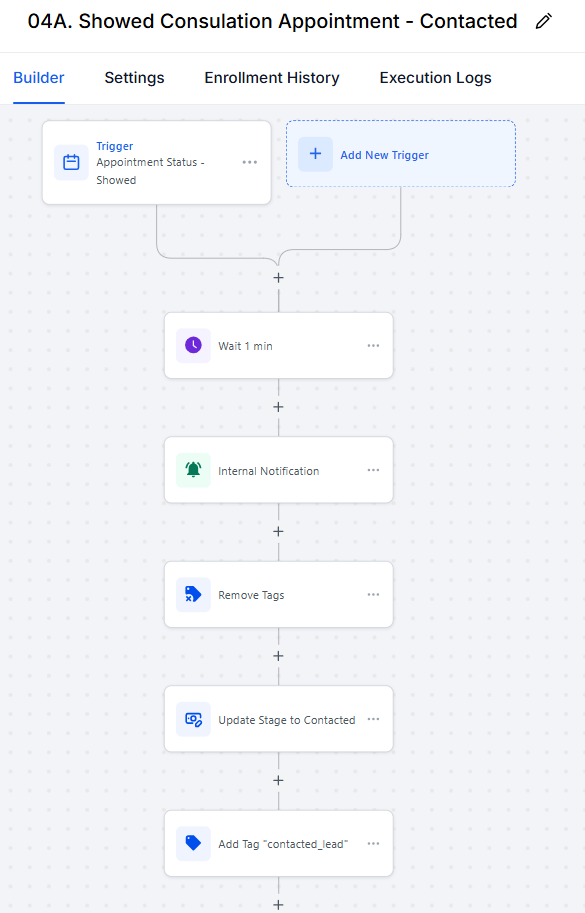 04A. Showed Consulation Appointment - Contacted
Builder
Settings
Enrollment History
Execution Logs
Trigger
Appointment Status -
Showed
Add New Trigger
Wait 1 min
Internal Notification
Remove Tags
Update Stage to Contacted
Add Tag "contacted_lead"